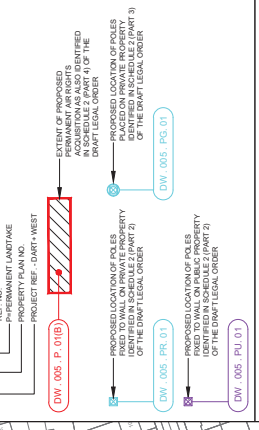 REF. NO.
P=PERMANENT LANDTAKE
PROPERTY PLAN NO.
PROJECT REF. - DART+ WEST
DW . 005 . P. 01(B)
EXTENT OF PROPOSED
PERMANENT AIR RIGHTS
ACQUISITION AS ALSO IDENTIFIED
IN SCHEDULE 2 (PART 4) OF THE
DRAFT LEGAL ORDER
PROPOSED LOCATION OF POLES
FIXED TO WALL ON PRIVATE PROPERTY
IDENTIFIED IN SCHEDULE 2 (PART 2)
OF THE DRAFT LEGAL ORDER
DW . 005 . PR. 01
PROPOSED LOCATION OF POLES
PLACED ON PRIVATE PROPERTY
IDENTIFIED IN SCHEDULE 2 (PART 3)
OF THE DRAFT LEGAL ORDER
DW . 005 . PG. 01
PROPOSED LOCATION OF POLES
FIXED TO WALL ON PUBLIC PROPERTY
IDENTIFIED IN SCHEDULE 2 (PART 2)
OF THE DRAFT LEGAL ORDER
DW . 005 . PU. 01